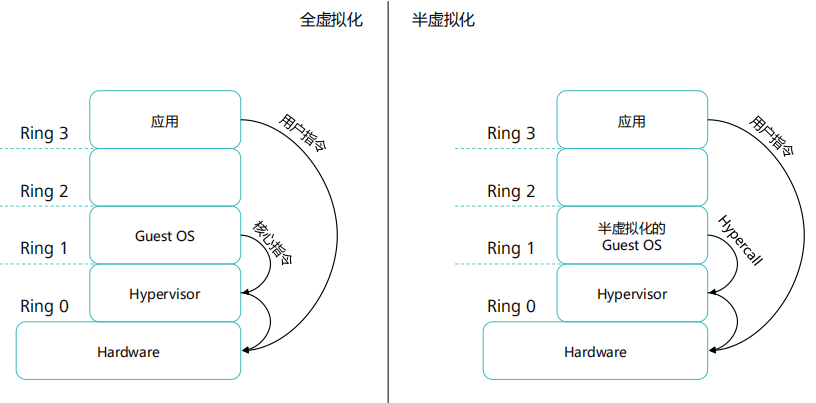 全虚拟化
半虚拟化
Ring 3
应用
用户指令
Ring 2
Ring 1
Guest OS
核心指令
Ring 0
Hypervisor
Hardware
Ring 3
应用
用户指令
Ring 2
Ring 1
半虚拟化的
Guest OS
Hypercall
Ring 0
Hypervisor
Hardware